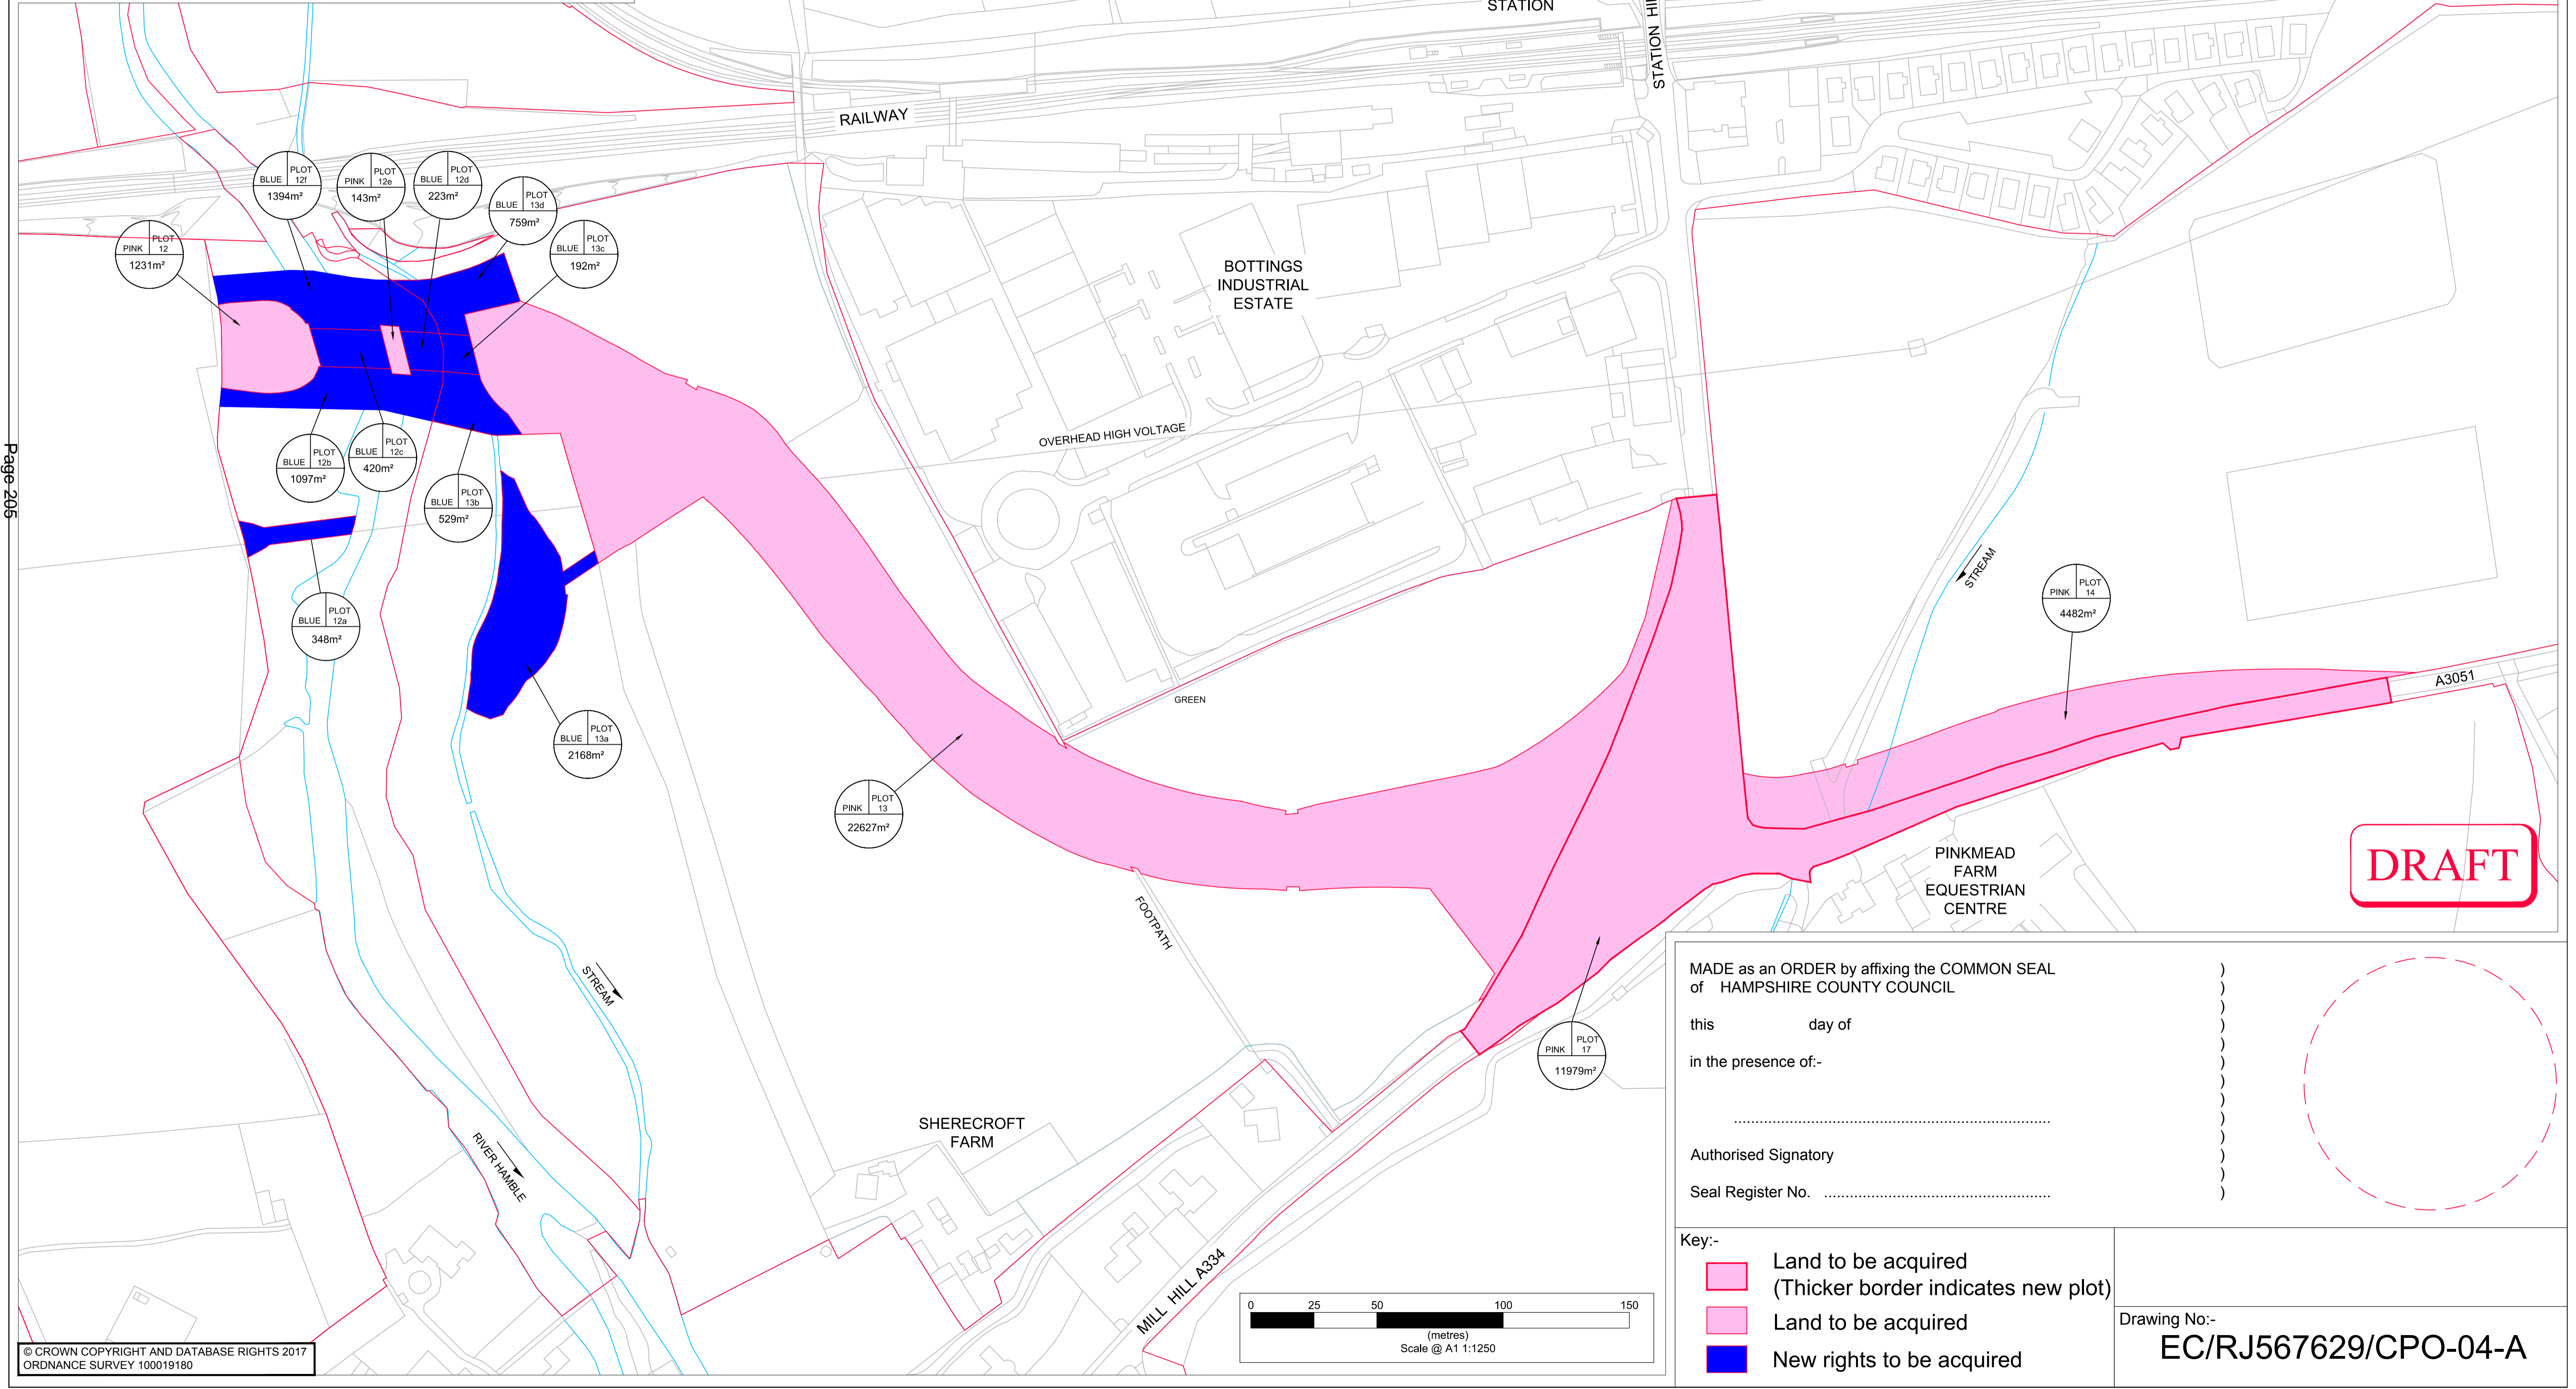 STATION
STATION HI
RAILWAY
BLUE PLOT 12f
1394m²
PINK PLOT 12e
143m²
BLUE PLOT 12d
223m²
BLUE PLOT 13d
759m²
PINK PLOT 12
1231m²
BLUE PLOT 13c
192m²
BOTTINGS
INDUSTRIAL
ESTATE
OVERHEAD HIGH VOLTAGE
Page 205
BLUE PLOT 12b
1097m²
BLUE PLOT 12c
420m²
BLUE PLOT 13b
529m²
BLUE PLOT 12a
348m²
BLUE PLOT 13a
2168m²
STREAM
PINK PLOT 14
4482m²
GREEN
A3051
PINK PLOT 13
22627m²
PINKMEAD
FARM
EQUESTRIAN
CENTRE
DRAFT
FOOTPATH
STREAM
PINK PLOT 17
11979m²
SHERECROFT
FARM
RIVER HAMBLE
MILL HILL A334
MADE as an ORDER by affixing the COMMON SEAL )
of HAMPSHIRE COUNTY COUNCIL )
)
this day of )
)
in the presence of:- )
)
)
.......................................................................... )
)
Authorised Signatory )
)
Seal Register No. ..................................................... )
0 25 50 100 150
(metres)
Scale @ A1 1:1250
Key:-
Land to be acquired
(Thicker border indicates new plot)
Land to be acquired
New rights to be acquired
Drawing No:-
EC/RJ567629/CPO-04-A
© CROWN COPYRIGHT AND DATABASE RIGHTS 2017
ORDNANCE SURVEY 100019180